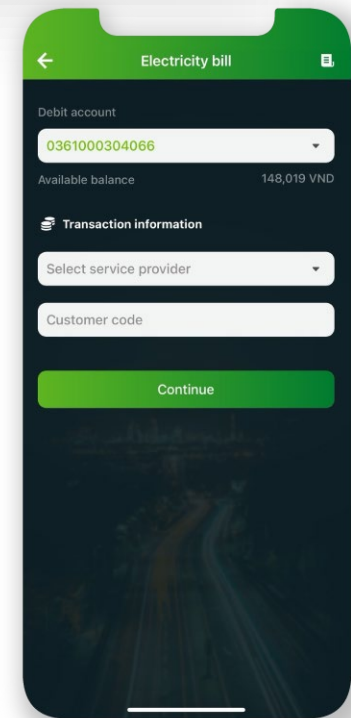 Electricity bill
Debit account
0361000304066
Available balance 148,019 VND
Transaction information
Select service provider
Customer code
Continue